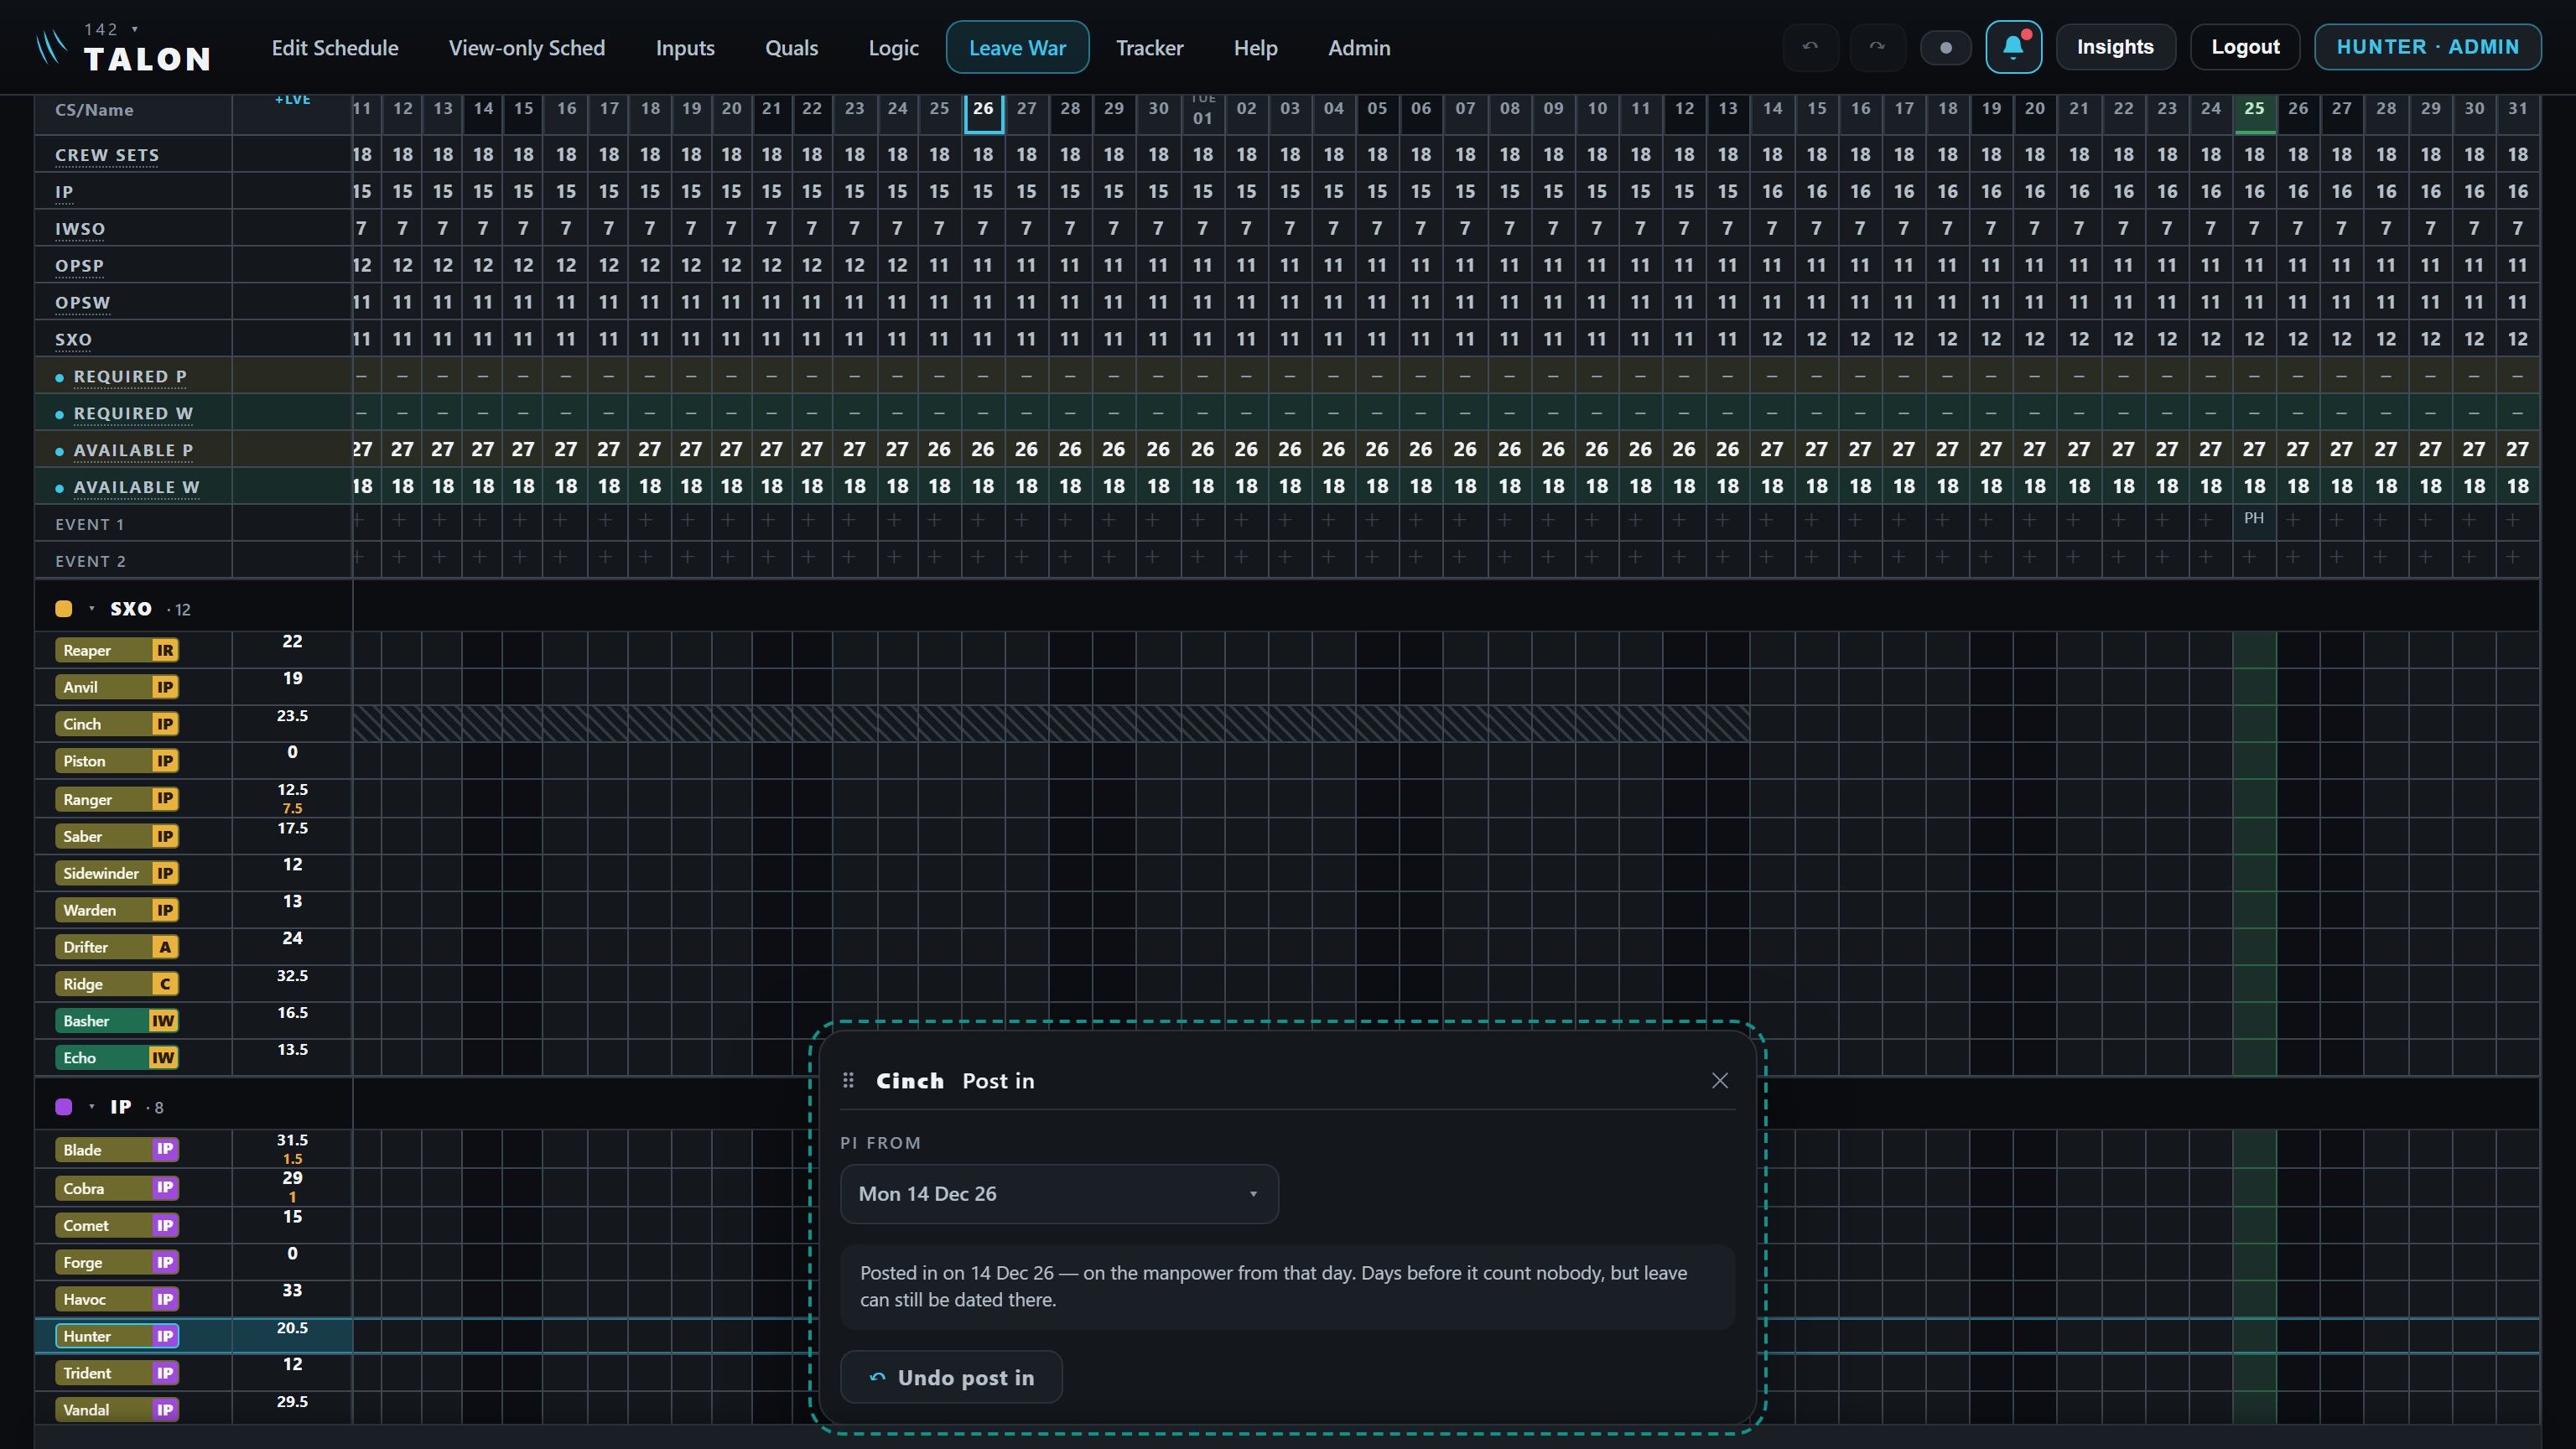 142 ▾
TALON
Edit Schedule View-only Sched Inputs Quals Logic Leave War Tracker Help Admin Insights Logout HUNTER · ADMIN
CS/Name +LVE 11 12 13 14 15 16 17 18 19 20 21 22 23 24 25 26 27 28 29 30 TUE 01 02 03 04 05 06 07 08 09 10 11 12 13 14 15 16 17 18 19 20 21 22 23 24 25 26 27 28 29 30 31
CREW SETS 18 18 18 18 18 18 18 18 18 18 18 18 18 18 18 18 18 18 18 18 18 18 18 18 18 18 18 18 18 18 18 18 18 18 18 18 18 18 18 18 18 18 18 18 18 18 18 18 18 18 18
IP 15 15 15 15 15 15 15 15 15 15 15 15 15 15 15 15 15 15 15 15 15 15 15 15 15 15 15 15 15 15 15 15 15 16 16 16 16 16 16 16 16 16 16 16 16 16 16 16 16 16 16
IWSO 7 7 7 7 7 7 7 7 7 7 7 7 7 7 7 7 7 7 7 7 7 7 7 7 7 7 7 7 7 7 7 7 7 7 7 7 7 7 7 7 7 7 7 7 7 7 7 7 7 7 7
OPSP 12 12 12 12 12 12 12 12 12 12 12 12 12 12 11 11 11 11 11 11 11 11 11 11 11 11 11 11 11 11 11 11 11 11 11 11 11 11 11 11 11 11 11 11 11 11 11 11 11 11 11
OPSW 11 11 11 11 11 11 11 11 11 11 11 11 11 11 11 11 11 11 11 11 11 11 11 11 11 11 11 11 11 11 11 11 11 11 11 11 11 11 11 11 11 11 11 11 11 11 11 11 11 11 11
SXO 11 11 11 11 11 11 11 11 11 11 11 11 11 11 11 11 11 11 11 11 11 11 11 11 11 11 11 11 11 11 11 11 11 12 12 12 12 12 12 12 12 12 12 12 12 12 12 12 12 12 12
REQUIRED P – – – – – – – – – – – – – – – – – – – – – – – – – – – – – – – – – – – – – – – – – – – – – – – – – – –
REQUIRED W – – – – – – – – – – – – – – – – – – – – – – – – – – – – – – – – – – – – – – – – – – – – – – – – – – –
AVAILABLE P 27 27 27 27 27 27 27 27 27 27 27 27 27 27 26 26 26 26 26 26 26 26 26 26 26 26 26 26 26 26 26 26 26 27 27 27 27 27 27 27 27 27 27 27 27 27 27 27 27 27 27
AVAILABLE W 18 18 18 18 18 18 18 18 18 18 18 18 18 18 18 18 18 18 18 18 18 18 18 18 18 18 18 18 18 18 18 18 18 18 18 18 18 18 18 18 18 18 18 18 18 18 18 18 18 18 18
EVENT 1 + + + + + + + + + + + + + + + + + + + + + + + + + + + + + + + + + + + + + + + + + + + + PH + + + + + +
EVENT 2 + + + + + + + + + + + + + + + + + + + + + + + + + + + + + + + + + + + + + + + + + + + + + + + + + + +
▾ SXO · 12
Reaper IR 22
Anvil IP 19
Cinch IP 23.5
Piston IP 0
Ranger IP 12.5
7.5
Saber IP 17.5
Sidewinder IP 12
Warden IP 13
Drifter A 24
Ridge C 32.5
Basher IW 16.5
Echo IW 13.5
▾ IP · 8
Blade IP 31.5
1.5
Cobra IP 29
1
Comet IP 15
Forge IP 0
Havoc IP 33
Hunter IP 20.5
Trident IP 12
Vandal IP 29.5
Cinch Post in
PI FROM
Mon 14 Dec 26 ▾
Posted in on 14 Dec 26 — on the manpower from that day. Days before it count nobody, but leave
can still be dated there.
Undo post in